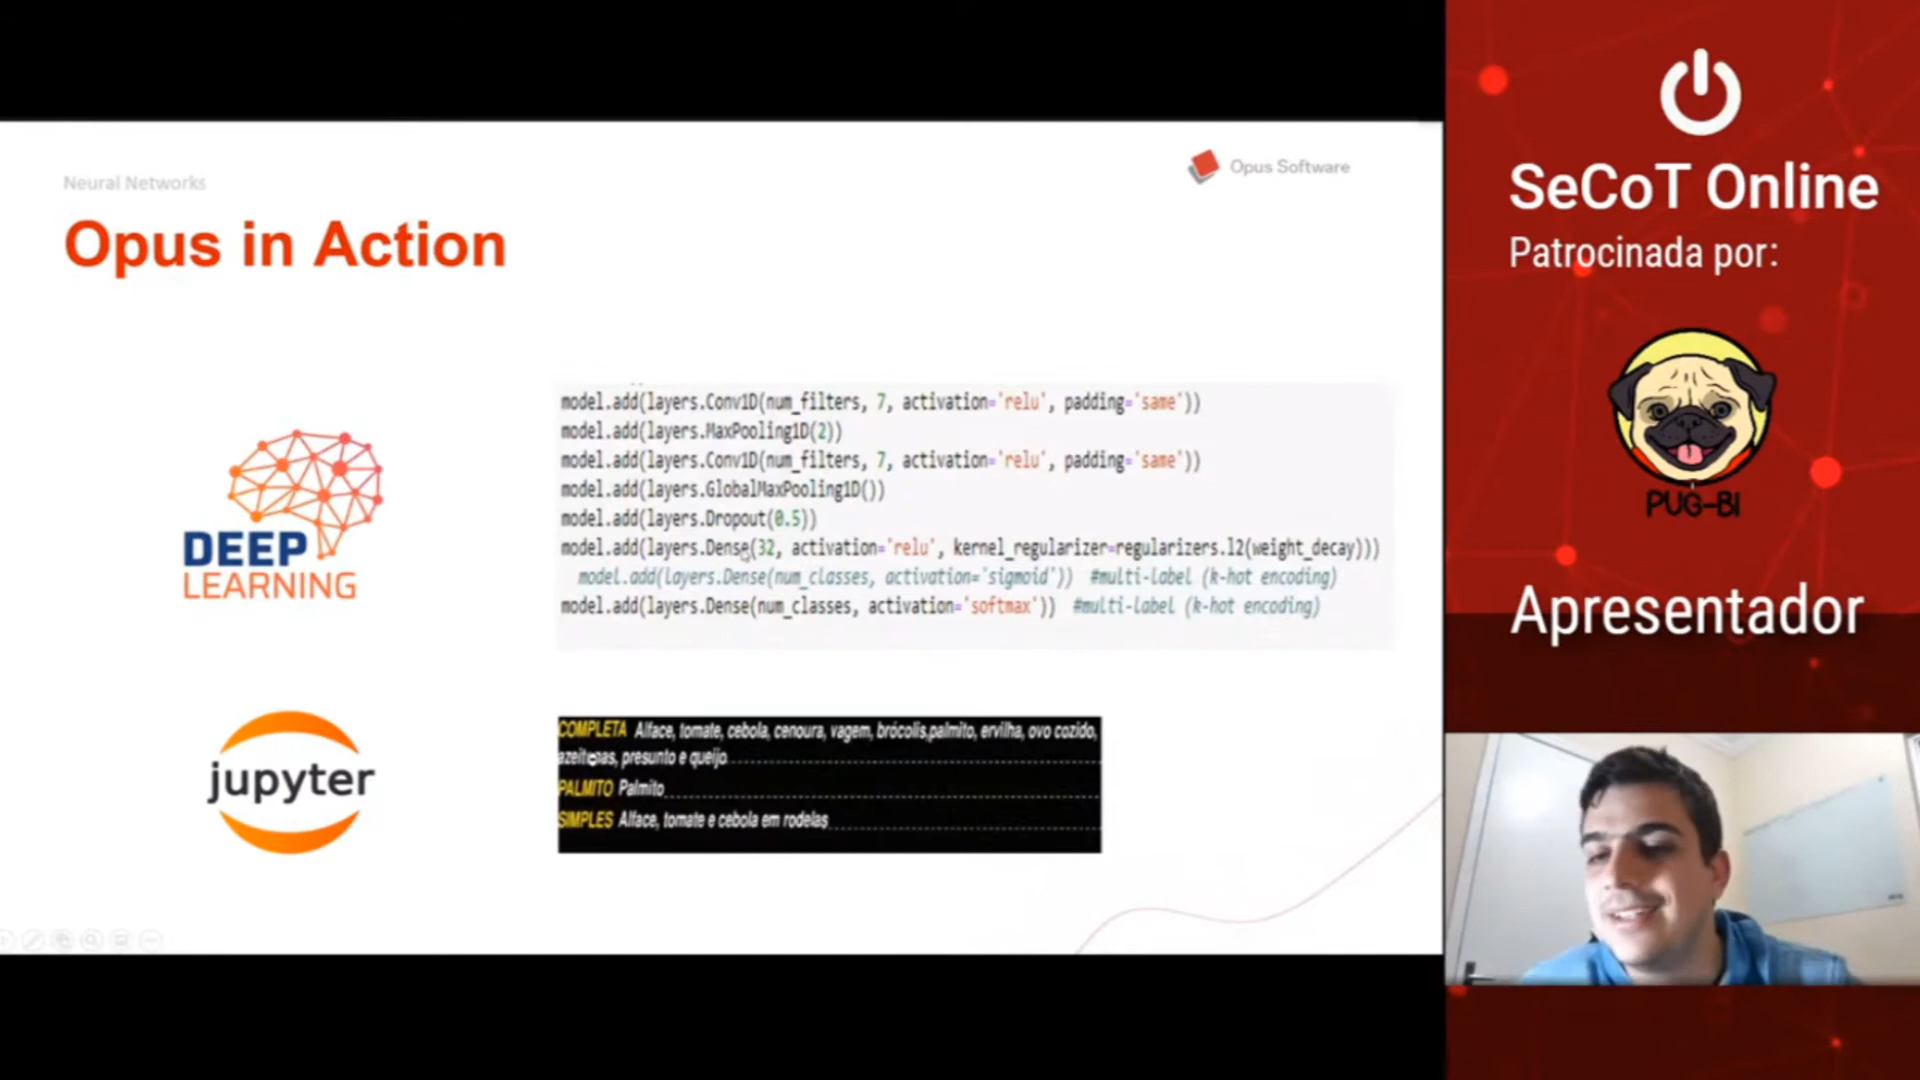 Neural Networks
Opus Software
Opus in Action
DEEP
LEARNING
model.add(layers.Conv1D(num_filters, 7, activation='relu', padding='same'))
model.add(layers.MaxPooling1D(2))
model.add(layers.Conv1D(num_filters, 7, activation='relu', padding='same'))
model.add(layers.GlobalMaxPooling1D())
model.add(layers.Dropout(0.5))
model.add(layers.Dense(32, activation='relu', kernel_regularizer=regularizers.l2(weight_decay)))
model.add(layers.Dense(num_classes, activation='sigmoid')) #multi-label (k-hot encoding)
model.add(layers.Dense(num_classes, activation='softmax')) #multi-label (k-hot encoding)
jupyter
COMPLETA Alface, tomate, cebola, cenoura, vagem, brócolis,palmito, ervilha, ovo cozido,
azeitonas, presunto e queijo
PALMITO Palmito
SIMPLES Alface, tomate e cebola em rodelas
SeCoT Online
Patrocinada por:
PUG-BI
Apresentador